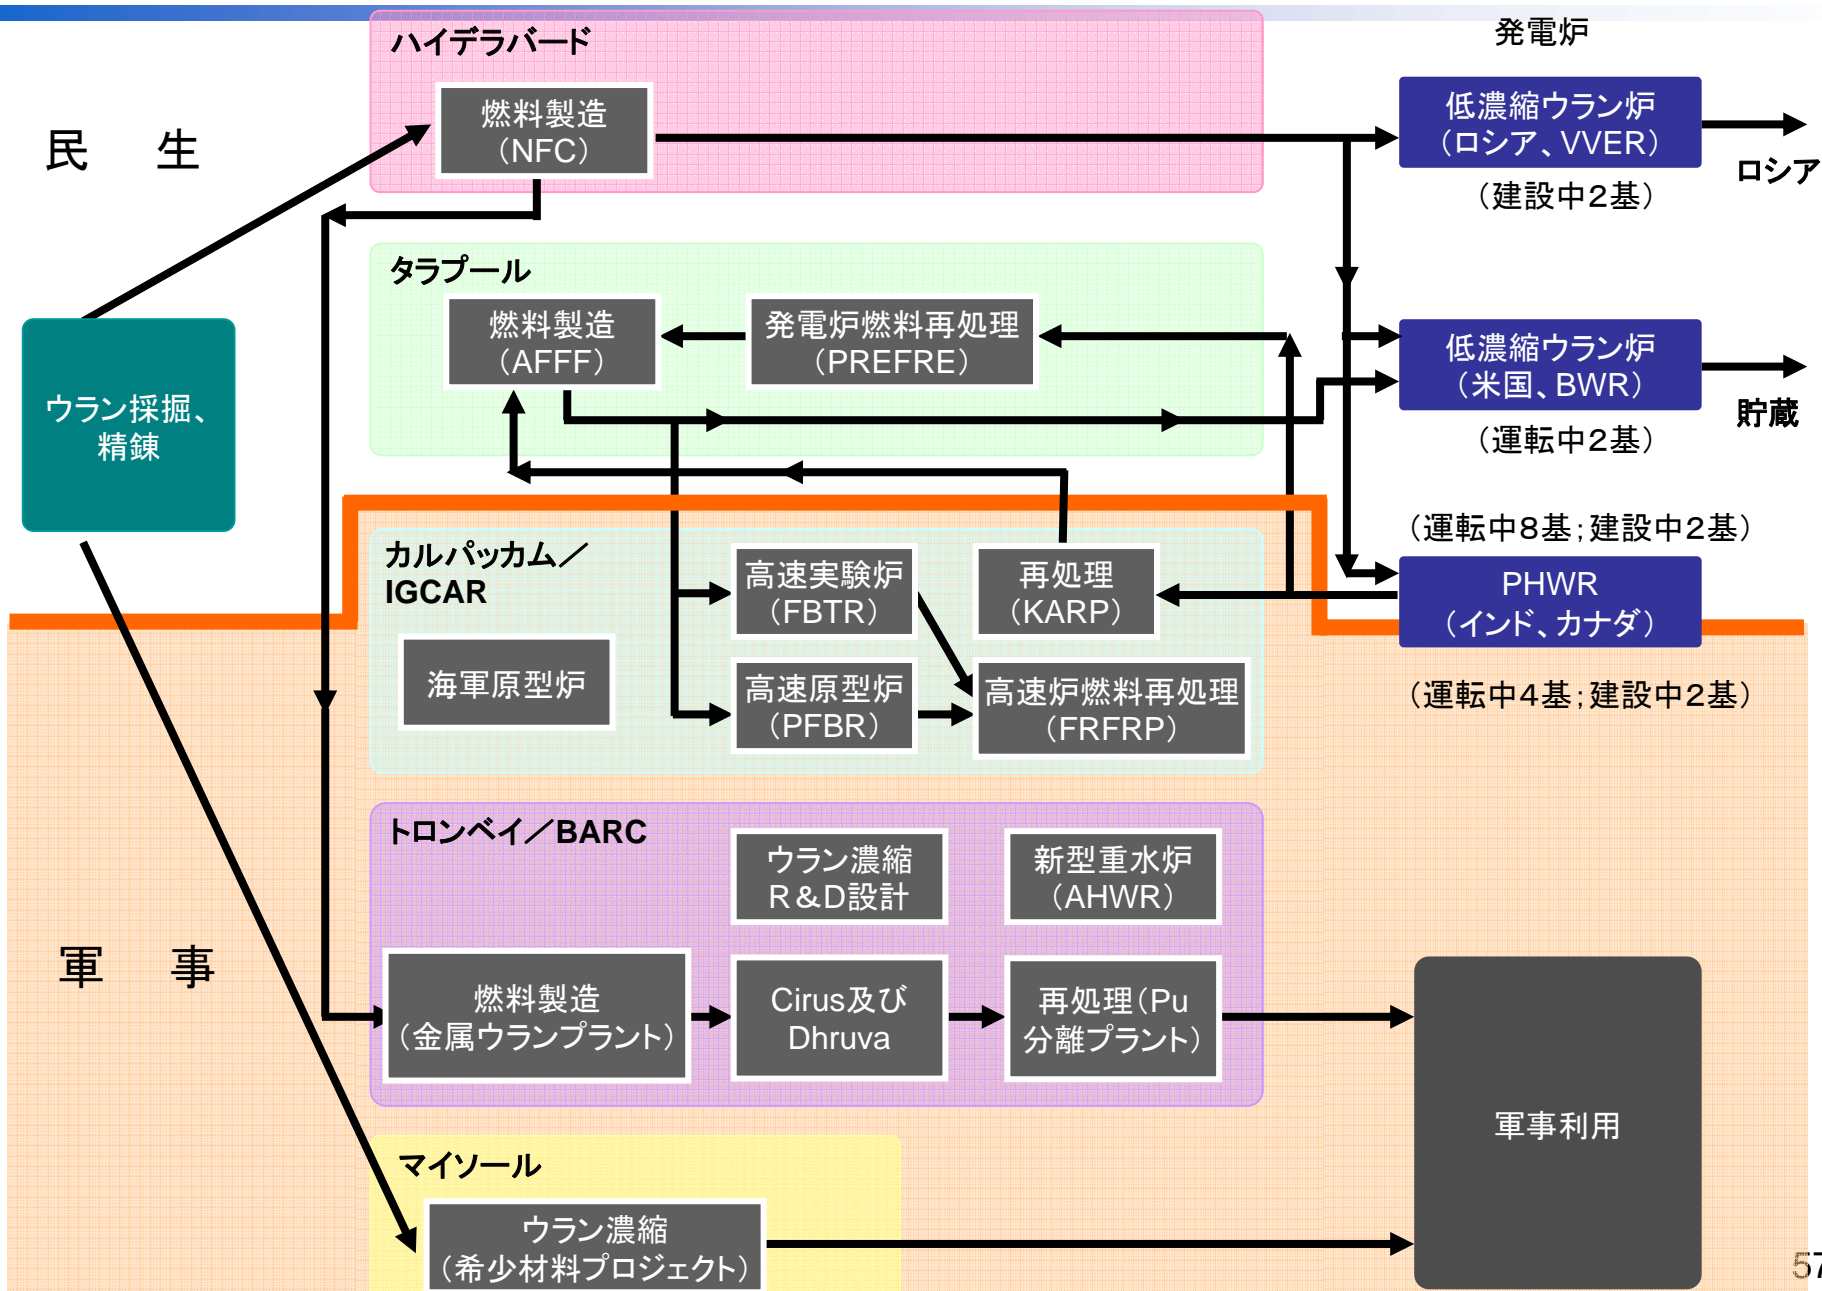 ハイデラバード
発電炉
民 生
燃料製造
（NFC）
低濃縮ウラン炉
（ロシア、VVER）
ロシア
（建設中２基）
タラプール
燃料製造
（AFFF）
発電炉燃料再処理
（PREFRE）
低濃縮ウラン炉
（米国、BWR）
貯蔵
（運転中２基）
ウラン採掘、
精錬
（運転中８基；建設中２基）
カルパッカム／
IGCAR
高速実験炉
（FBTR）
再処理
（KARP）
PHWR
（インド、カナダ）
海軍原型炉
高速原型炉
（PFBR）
高速炉燃料再処理
（FRFRP）
（運転中４基；建設中２基）
トロンベイ／BARC
ウラン濃縮
R＆D設計
新型重水炉
（AHWR）
軍 事
燃料製造
（金属ウランプラント）
Cirus及び
Dhruva
再処理（Pu
分離プラント）
軍事利用
マイソール
ウラン濃縮
（希少材料プロジェクト）
57